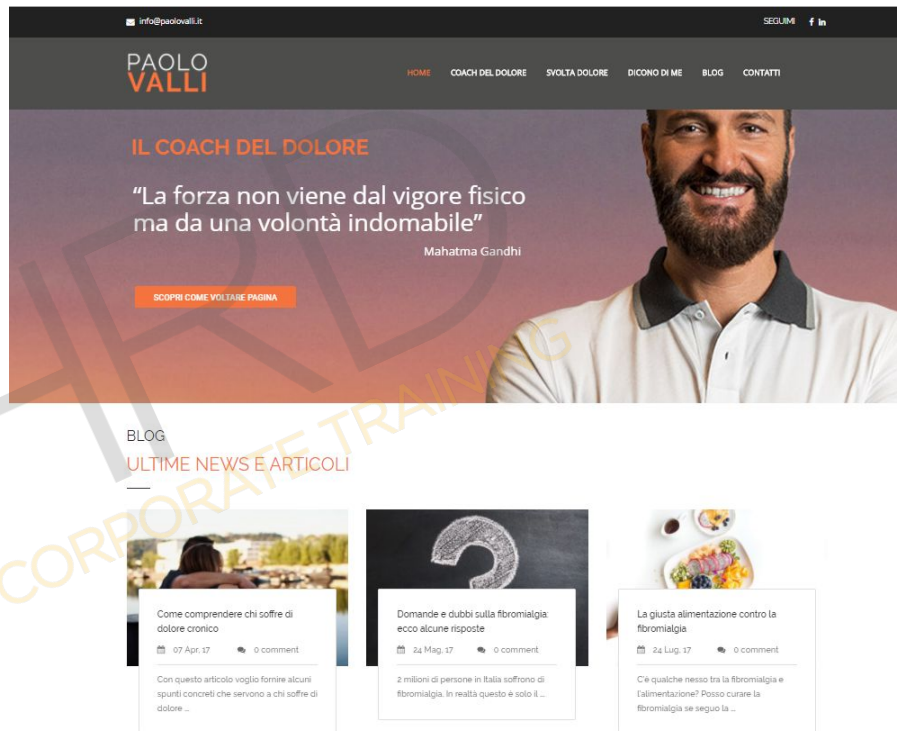 info@paolovalli.it
SEGUIMI
PAOLO
VALLI
HOME COACH DEL DOLORE SVOLTA DOLORE DICONO DI ME BLOG CONTATTI
IL COACH DEL DOLORE
“La forza non viene dal vigore fisico
ma da una volontà indomabile”
Mahatma Gandhi
SCOPRI COME VOLTARE PAGINA
HRD
CORPORATE TRAINING
BLOG
ULTIME NEWS E ARTICOLI
Come comprendere chi soffre di
dolore cronico
07 Apr, 17 0 comment
Con questo articolo voglio fornire alcuni
spunti concreti che servono a chi soffre di
dolore ...
Domande e dubbi sulla fibromialgia:
ecco alcune risposte
24 Mag, 17 0 comment
2 milioni di persone in Italia soffrono di
fibromialgia. In realtà questo è solo il ...
La giusta alimentazione contro la
fibromialgia
24 Lug, 17 0 comment
C'è qualche nesso tra la fibromialgia e
l'alimentazione? Posso curare la
fibromialgia se seguo la ...